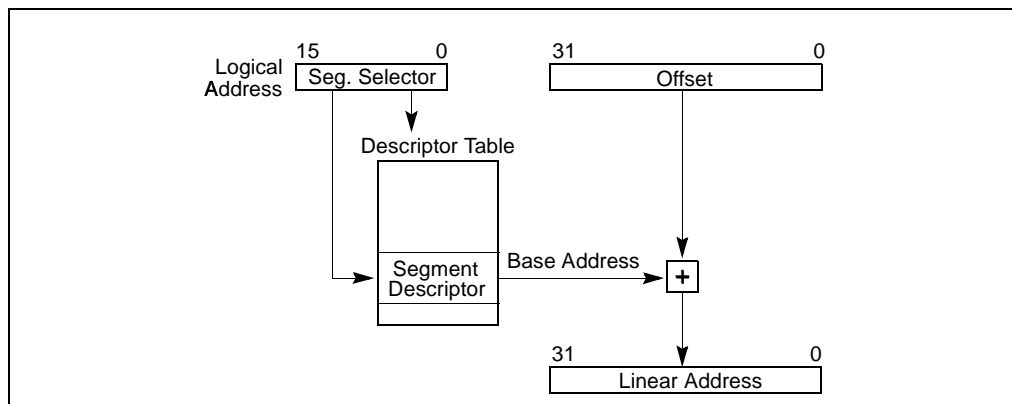 15 0
31 0
Logical
Address
Seg. Selector
Offset
Descriptor Table
Base Address
Segment
Descriptor
+
31 0
Linear Address